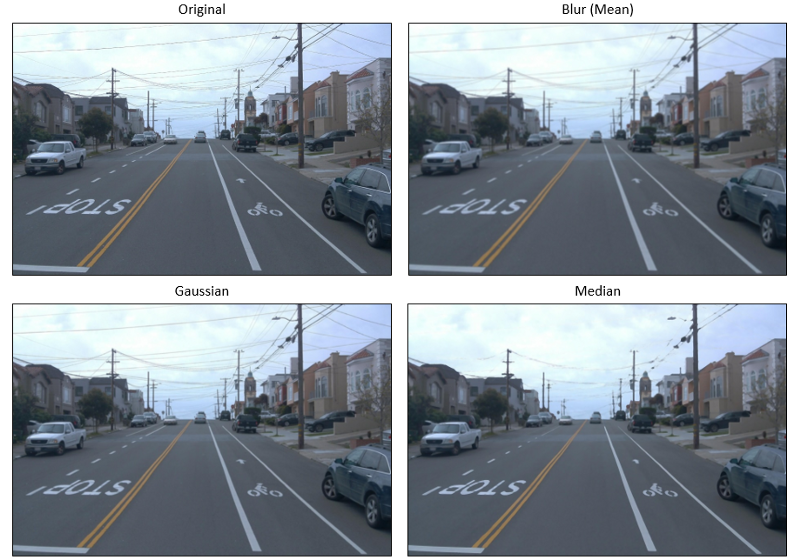 Original
Blur (Mean)
STOP
STOP
Gaussian
Median
STOP
STOP